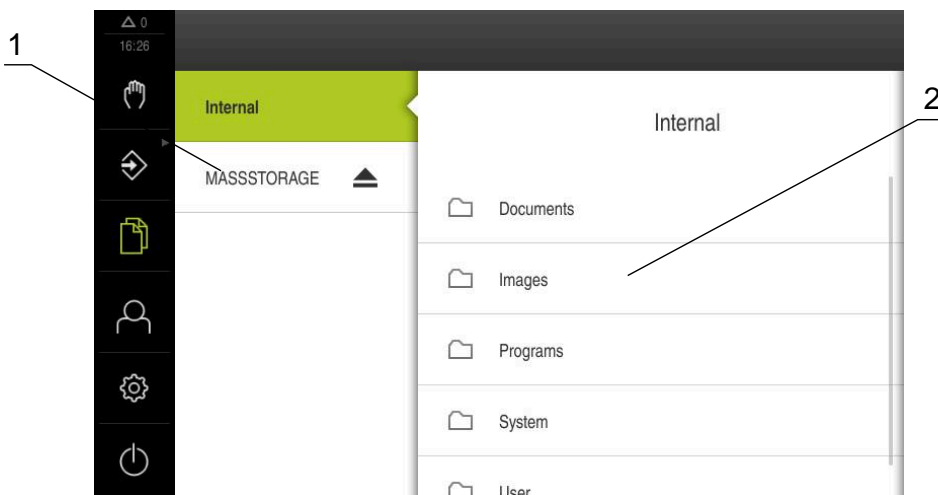 1
0
16:26
Internal
MASSSTORAGE
Internal
2
Documents
Images
Programs
System
User